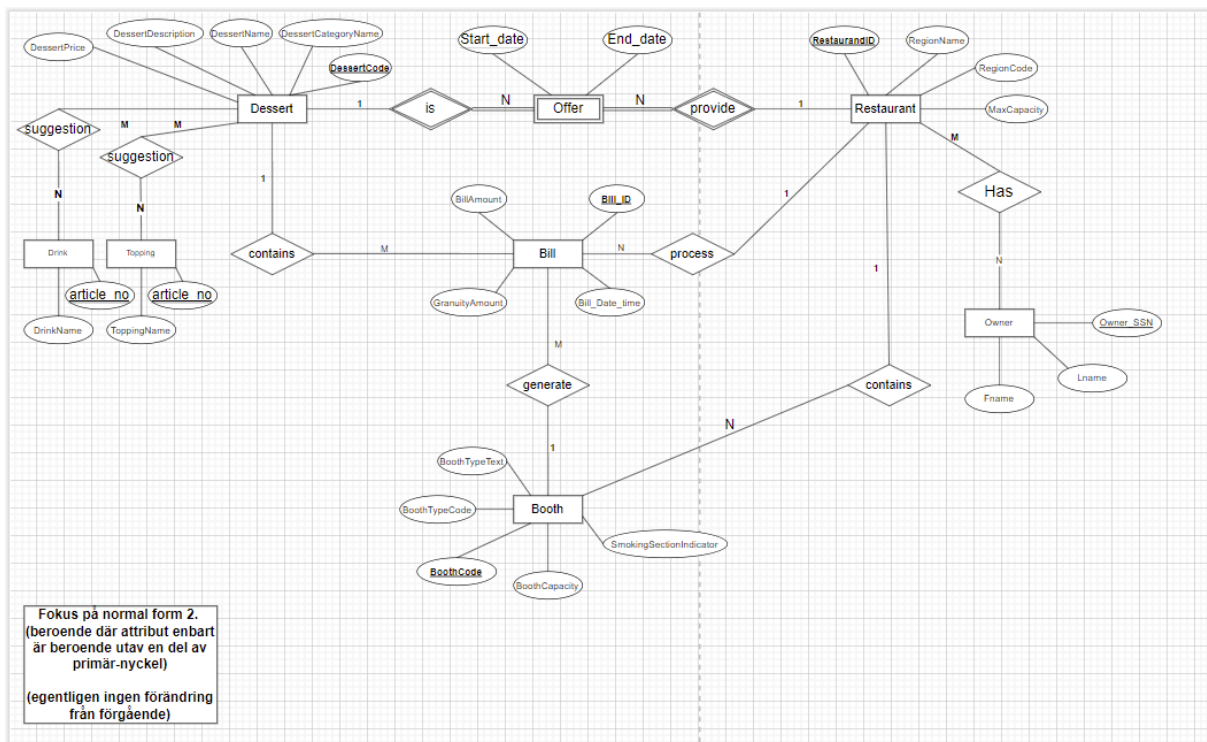 Start_date
End_date
DessertDescription
DessertName
DessertCategoryName
DessertPrice
DessertCode
RestaurandID
RegionName
RegionCode
MaxCapacity
Dessert
1
is
N
Offer
N
provide
1
Restaurant
suggestion
M
M
suggestion
M
Has
N
N
1
1
1
Drink
Topping
article_no
article_no
DrinkName
ToppingName
contains
M
BillAmount
Bill_ID
Bill
N
process
GranuityAmount
Bill_Date_time
N
Owner
Owner_SSN
Lname
Fname
M
generate
1
contains
N
BoothTypeText
BoothTypeCode
Booth
SmokingSectionIndicator
BoothCode
BoothCapacity
Fokus på normal form 2.
(beroende där attribut enbart
är beroende utav en del av
primär-nyckel)
(egentligen ingen förändring
från förgående)